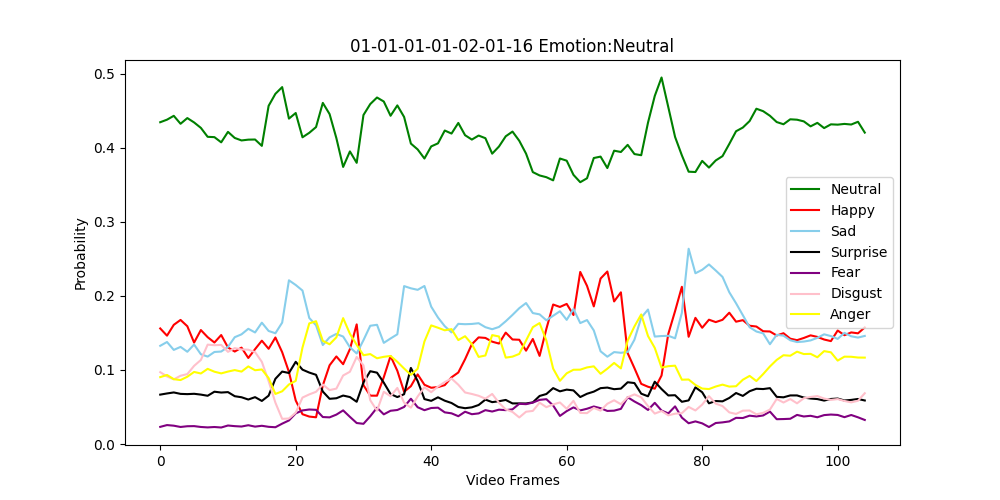 01-01-01-01-02-01-16 Emotion:Neutral
0.5
0.4
0.3
0.2
0.1
0.0
Probability
Neutral
Happy
Sad
Surprise
Fear
Disgust
Anger
0 20 40 60 80 100
Video Frames